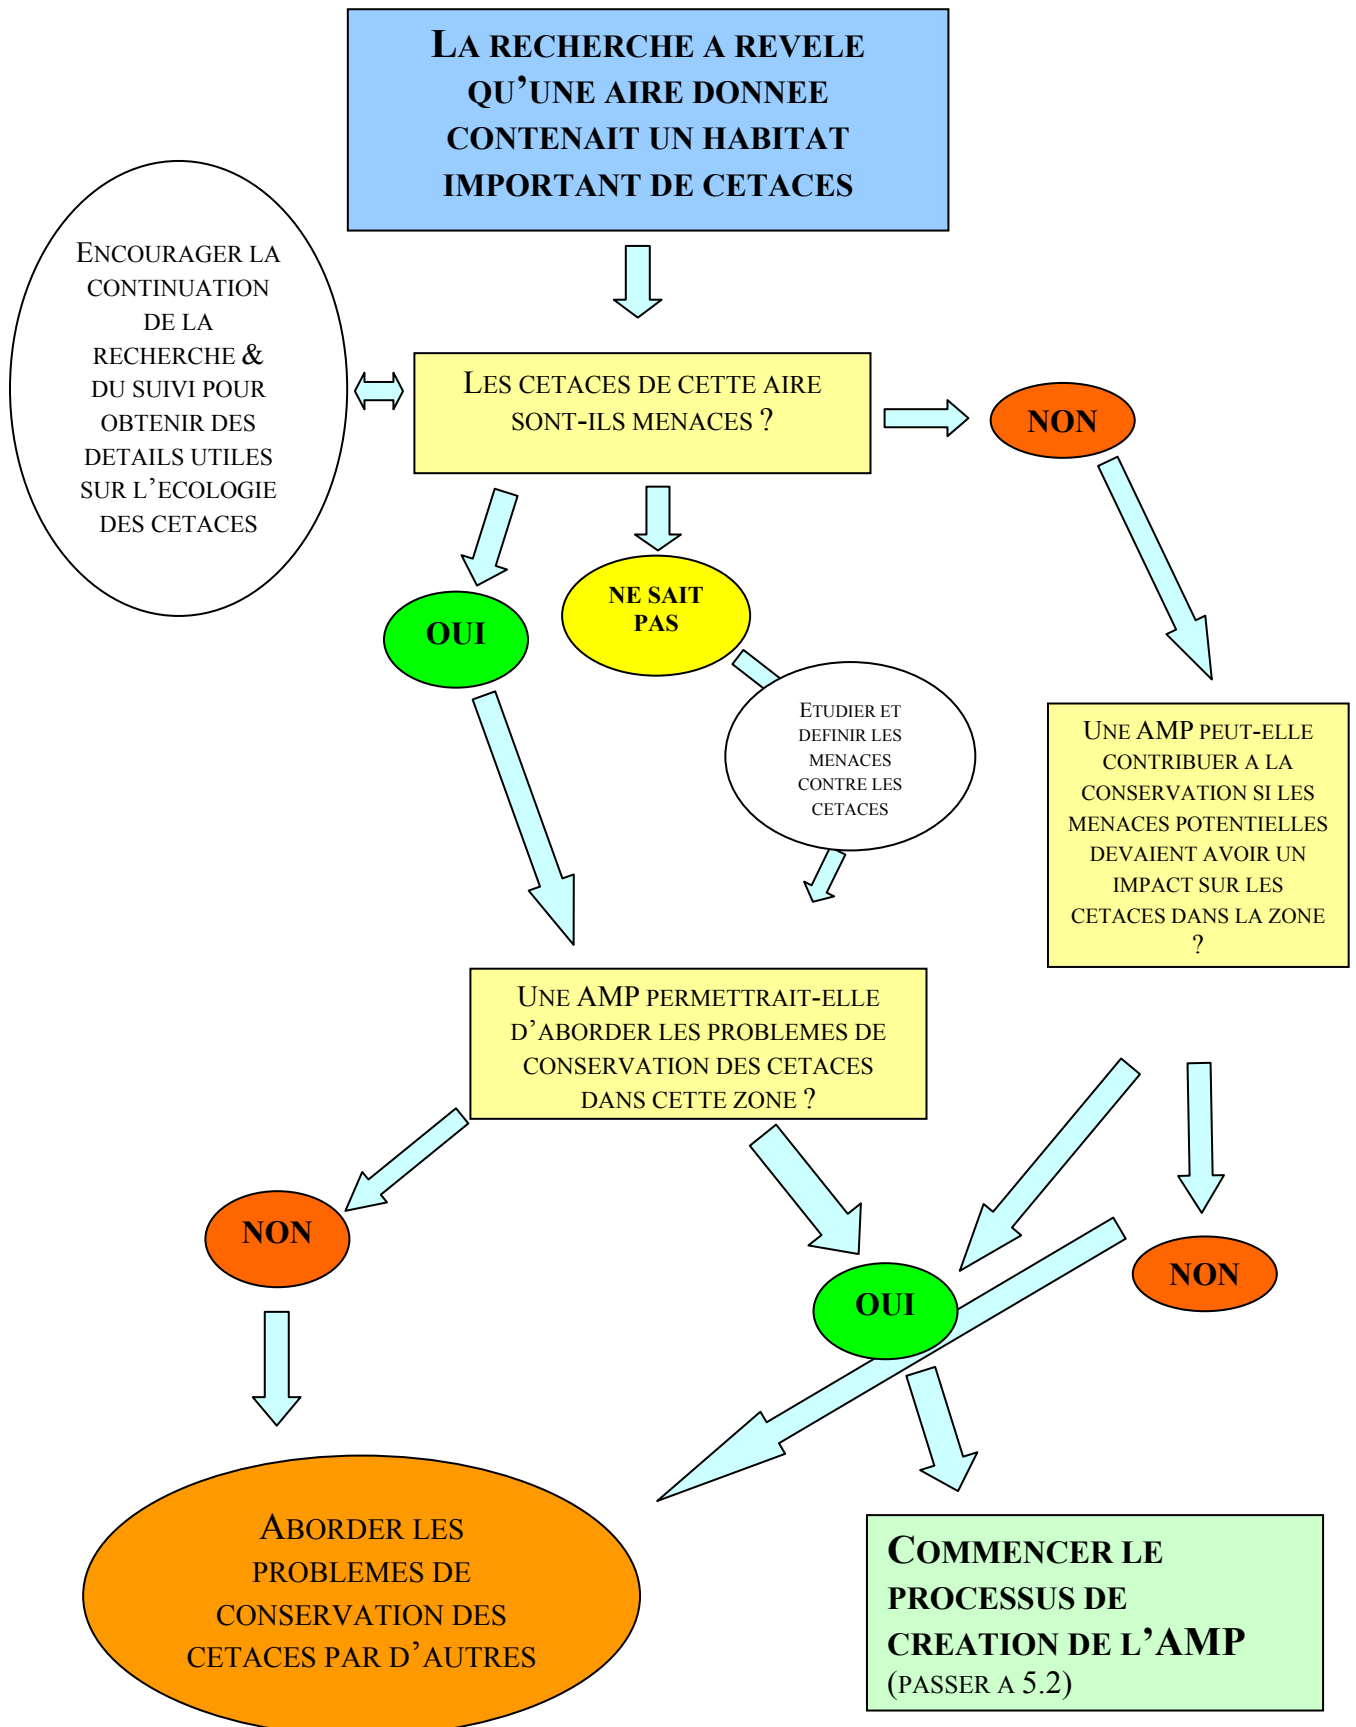 LA RECHERCHE A REVELE
QU'UNE AIRE DONNEE
CONTENAIT UN HABITAT
IMPORTANT DE CETACES
ENCOURAGER LA
CONTINUATION
DE LA
RECHERCHE &
DU SUIVI POUR
OBTENIR DES
DETAILS UTILES
SUR L'ECOLOGIE
DES CETACES
LES CETACES DE CETTE AIRE
SONT-ILS MENACES ?
NON
OUI
NE SAIT
PAS
ETUDIER ET
DEFINIR LES
MENACES
CONTRE LES
CETACES
UNE AMP PEUT-ELLE
CONTRIBUER A LA
CONSERVATION SI LES
MENACES POTENTIELLES
DEVAIENT AVOIR UN
IMPACT SUR LES
CETACES DANS LA ZONE
?
UNE AMP PERMETTRAIT-ELLE
D'ABORDER LES PROBLEMES DE
CONSERVATION DES CETACES
DANS CETTE ZONE ?
NON
OUI
NON
ABORDER LES
PROBLEMES DE
CONSERVATION DES
CETACES PAR D'AUTRES
COMMENCER LE
PROCESSUS DE
CREATION DE L'AMP
(PASSER A 5.2)